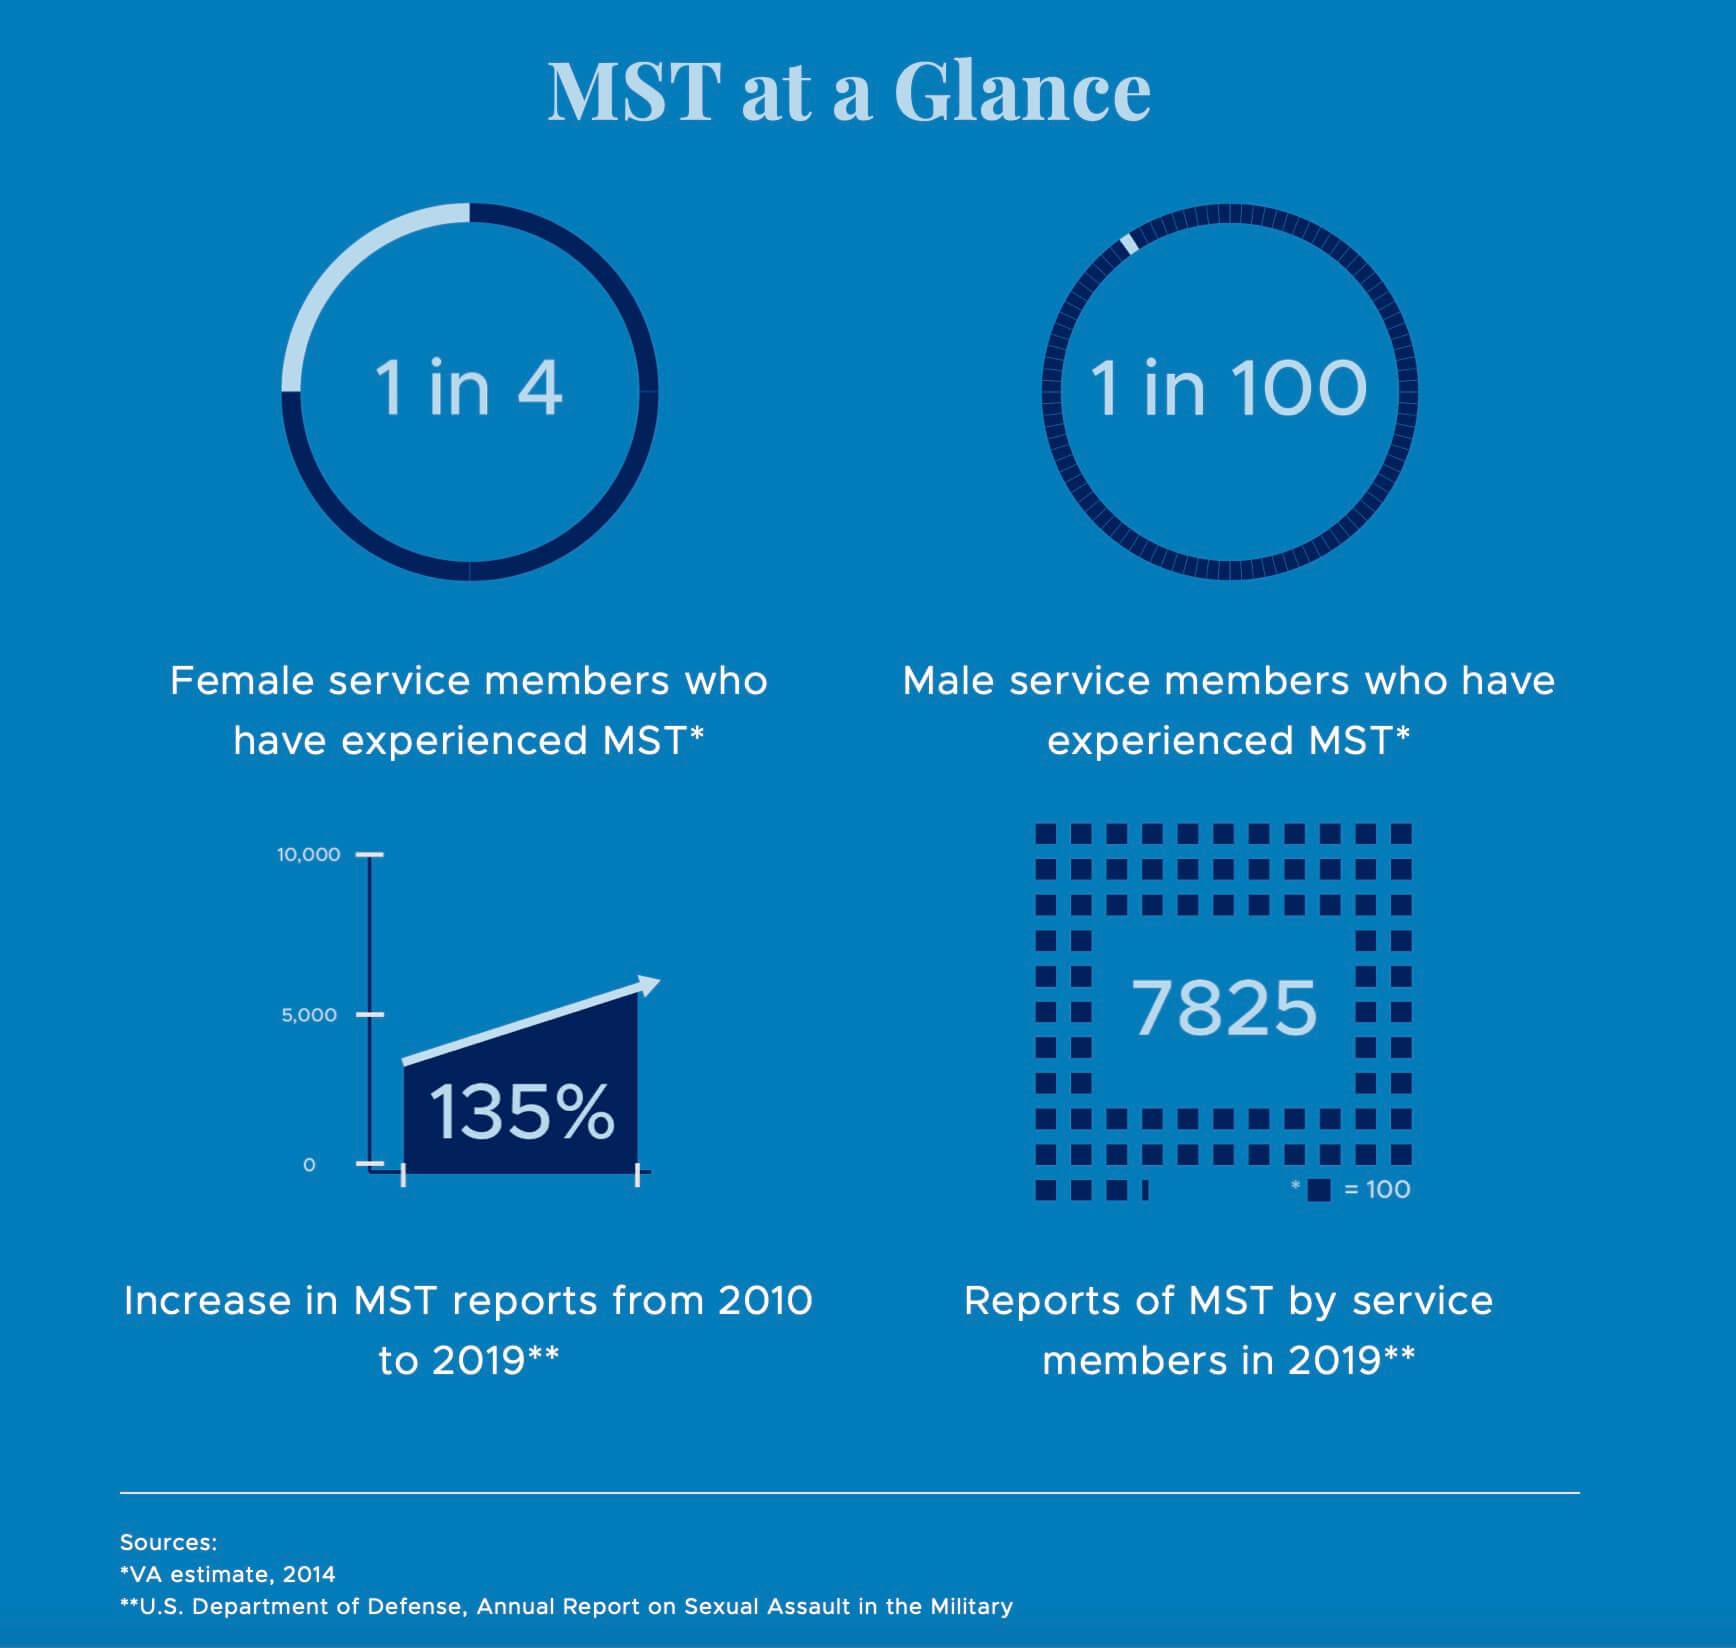 MST at a Glance
1 in 4
1 in 100
Female service members who
have experienced MST*
Male service members who have
experienced MST*
10,000
5,000
0
135%
7825
* = 100
Increase in MST reports from 2010
to 2019**
Reports of MST by service
members in 2019**
Sources:
*VA estimate, 2014
**U.S. Department of Defense, Annual Report on Sexual Assault in the Military